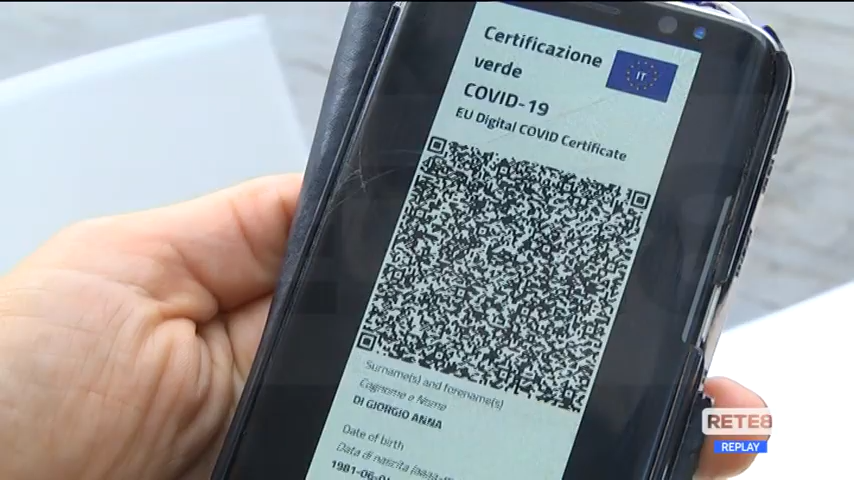 Certificazione
verde
COVID-19
IT
EU Digital COVID Certificate
Surname(s) and forename(s)
Cognome e Nome
DI GIORGIO ANNA
Date of birth
Data di nascita (aaaa-
RETE8
REPLAY